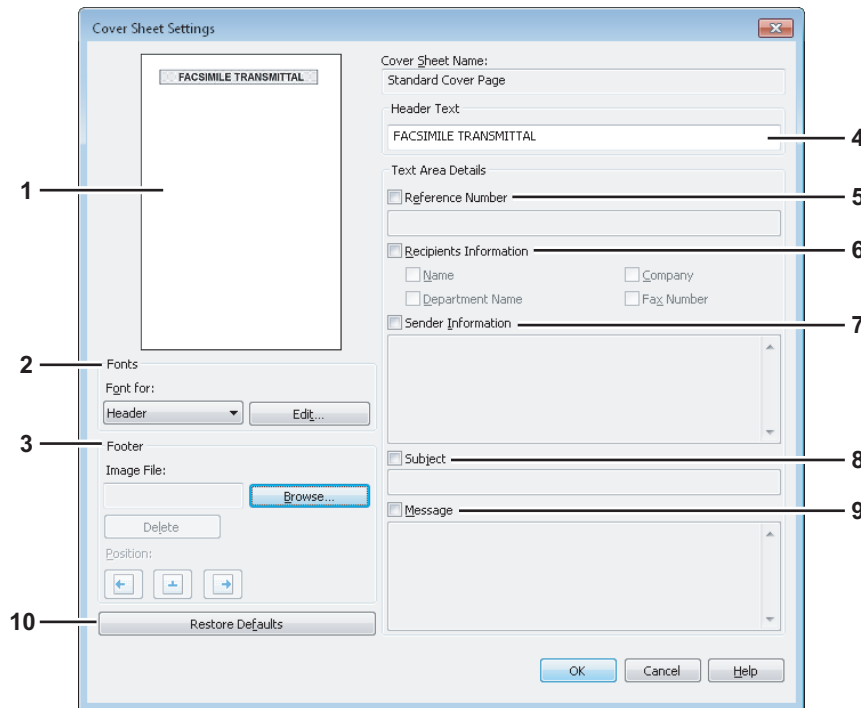 Cover Sheet Settings
FACSIMILE TRANSMITTAL
Cover Sheet Name:
Standard Cover Page
Header Text
FACSIMILE TRANSMITTAL
4
Text Area Details
1
Reference Number
5
Recipients Information
6
Name
Company
Department Name
Fax Number
Sender Information
7
2
Fonts
Font for:
Header
Edit...
3
Footer
Image File:
Browse...
Delete
Position:
Subject
8
Message
9
10
Restore Defaults
OK
Cancel
Help